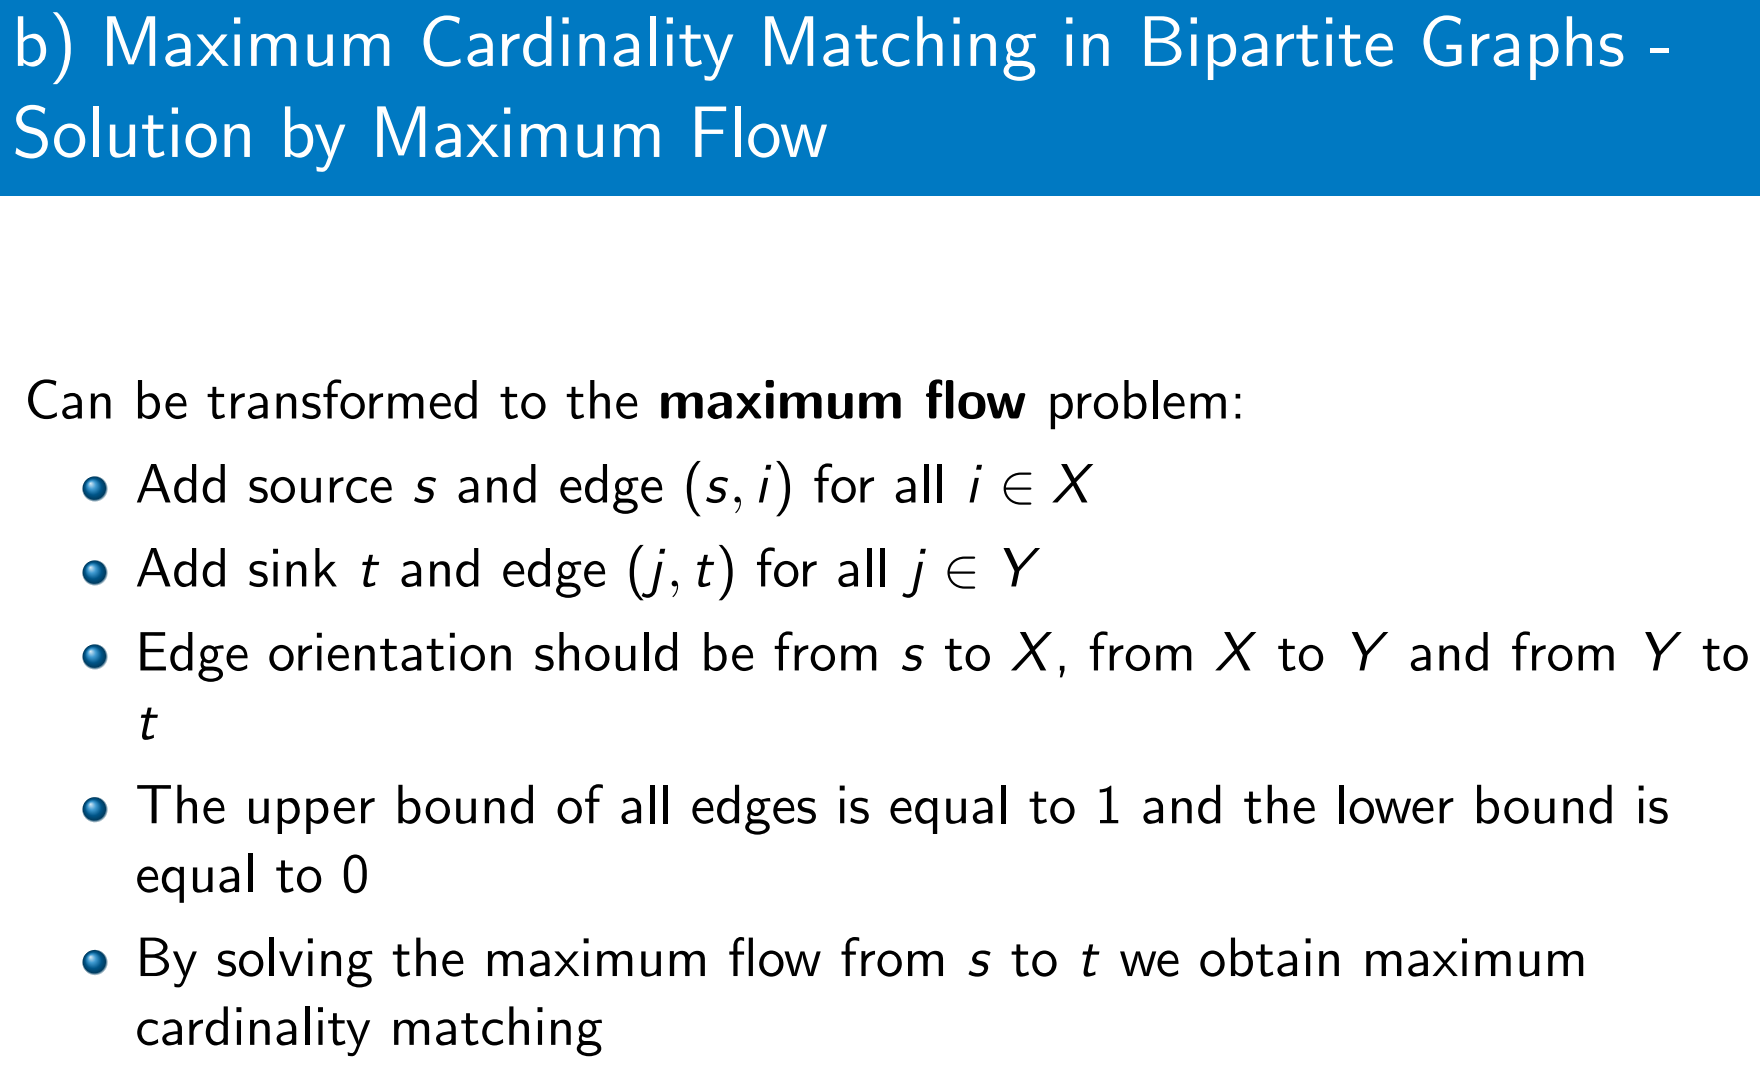 b) Maximum Cardinality Matching in Bipartite Graphs -
Solution by Maximum Flow
Can be transformed to the maximum flow problem:
Add source s and edge (s, i) for all i ∈ X
Add sink t and edge (j, t) for all j ∈ Y
Edge orientation should be from s to X, from X to Y and from Y to
t
The upper bound of all edges is equal to 1 and the lower bound is
equal to 0
By solving the maximum flow from s to t we obtain maximum
cardinality matching